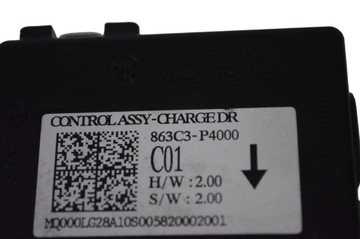 CONTROL ASSY-CHARGE DR
863C3-P4000
C01
H/W : 2.00
S/W : 2.00
MQ000LG28A10S005820002001